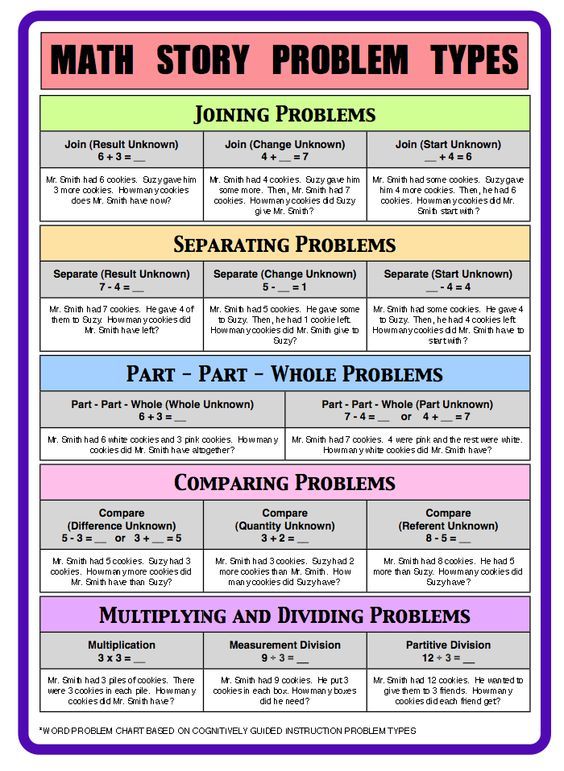 MATH STORY PROBLEM TYPES
JOINING PROBLEMS
Join (Result Unknown)
6 + 3 = __
Mr. Smith had 6 cookies. Suzy gave him
3 more cookies. How many cookies
does Mr. Smith have now?
Join (Change Unknown)
4 + __ = 7
Mr. Smith had 4 cookies. Suzy gave him
some more. Then, Mr. Smith had 7
cookies. How many cookies did Suzy
give Mr. Smith?
Join (Start Unknown)
__ + 4 = 6
Mr. Smith had some cookies. Suzy gave
him 4 more cookies. Then, he had 6
cookies. How many cookies did Mr.
Smith start with?
SEPARATING PROBLEMS
Separate (Result Unknown)
7 - 4 = __
Mr. Smith had 7 cookies. He gave 4 of
them to Suzy. How many cookies did
Mr. Smith have left?
Separate (Change Unknown)
5 - __ = 1
Mr. Smith had 5 cookies. He gave some
to Suzy. Then, he had 1 cookie left.
How many cookies did Mr. Smith give to
Suzy?
Separate (Start Unknown)
__ - 4 = 4
Mr. Smith had some cookies. He gave 4
to Suzy. Then, he had 4 cookies left.
How many cookies did Mr. Smith have to
start with?
PART - PART - WHOLE PROBLEMS
Part - Part - Whole (Whole Unknown)
6 + 3 = __
Mr. Smith had 6 white cookies and 3 pink cookies. How many
cookies did Mr. Smith have altogether?
Part - Part - Whole (Part Unknown)
7 - 4 = __ or 4 + __ = 7
Mr. Smith had 7 cookies. 4 were pink and the rest were white.
How many white cookies did Mr. Smith have?
COMPARING PROBLEMS
Compare
(Difference Unknown)
5 - 3 = __ or 3 + __ = 5
Mr. Smith had 5 cookies. Suzy had 3
cookies. How many more cookies did
Mr. Smith have than Suzy?
Compare
(Quantity Unknown)
3 + 2 = __
Mr. Smith had 3 cookies. Suzy had 2
more cookies than Mr. Smith. How
many cookies did Suzy have?
Compare
(Referent Unknown)
8 - 5 = __
Mr. Smith had 8 cookies. He had 5
more than Suzy. How many cookies did
Suzy have?
MULTIPLYING AND DIVIDING PROBLEMS
Multiplication
3 x 3 = __
Mr. Smith had 3 piles of cookies. There
were 3 cookies in each pile. How many
cookies did Mr. Smith have?
Measurement Division
9 ÷ 3 = __
Mr. Smith had 9 cookies. He put 3
cookies in each box. How many boxes
did he need?
Partitive Division
12 ÷ 3 = __
Mr. Smith had 12 cookies. He wanted to
give them to 3 friends. How many
cookies did each friend get?
*WORD PROBLEM CHART BASED ON COGNITIVELY GUIDED INSTRUCTION PROBLEM TYPES